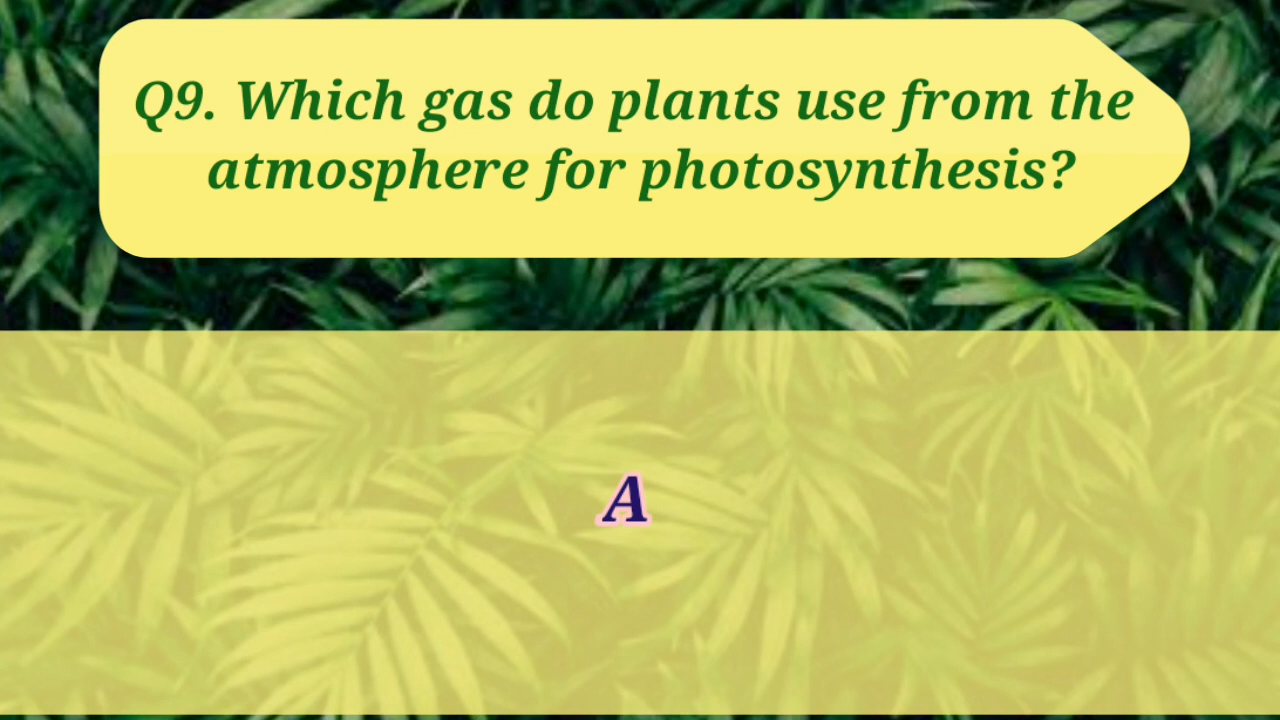 Q9. Which gas do plants use from the
atmosphere for photosynthesis?
A